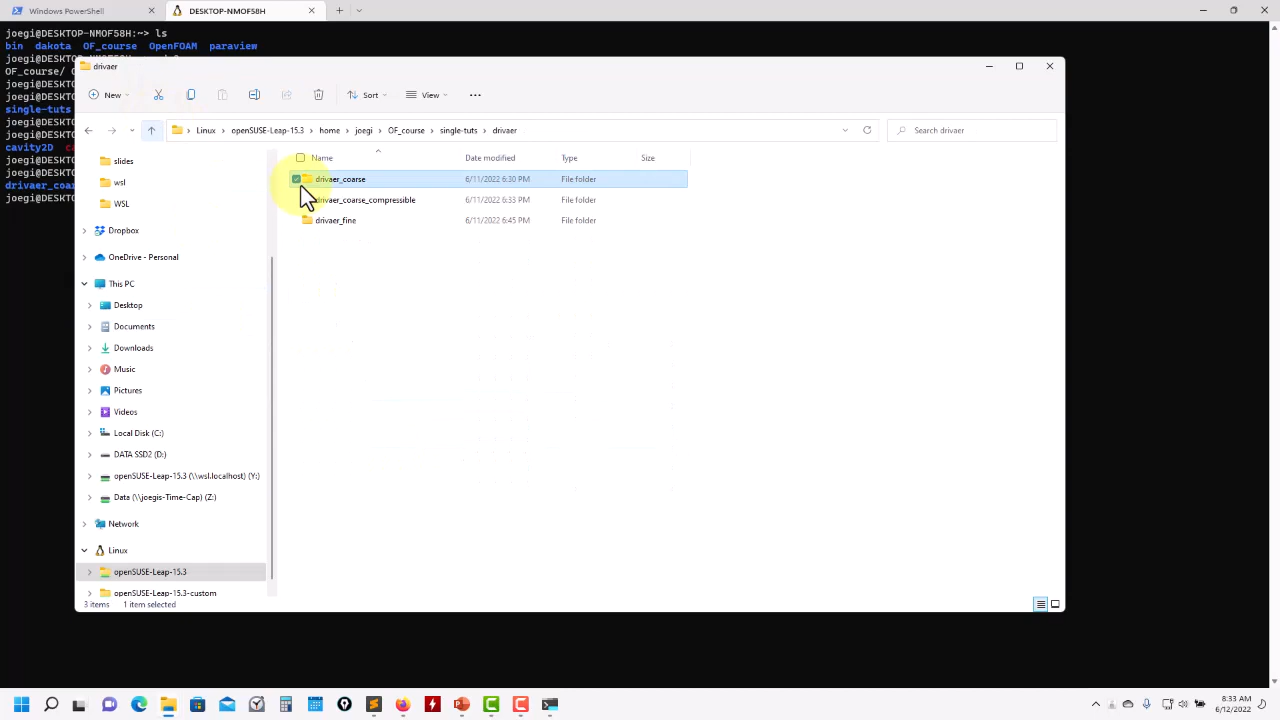 Windows PowerShell
DESKTOP-NMOF58H
joegi@DESKTOP-NMOF58H:~> ls
bin dakota OF_course OpenFOAM paraview
joegi@DESKT
OF_course/
joegi@DESKTO
single-tuts
joegi@DESKTO
joegi@DESKTO
cavity2D
joegi@DESKTO
drivaer_coar
joegi@DESKTO
drivaer
New
Sort
View
Linux
openSUSE-Leap-15.3
home
joegi
OF_course
single-tuts
drivaer
Search drivaer
Name
Date modified
Type
Size
drivaer_coarse
6/11/2022 6:30 PM
File folder
drivaer_coarse_compressible
6/11/2022 6:33 PM
File folder
drivaer_fine
6/11/2022 6:45 PM
File folder
slides
wsl
WSL
Dropbox
OneDrive - Personal
This PC
Desktop
Documents
Downloads
Music
Pictures
Videos
Local Disk (C:)
DATA SSD2 (D:)
openSUSE-Leap-15.3 (\\wsl.localhost) (Y:)
Data (\\joegis-Time-Cap) (Z:)
Network
Linux
openSUSE-Leap-15.3
openSUSE-Leap-15.3-custom
3 items
1 item selected
8:33 AM
6/12/2022